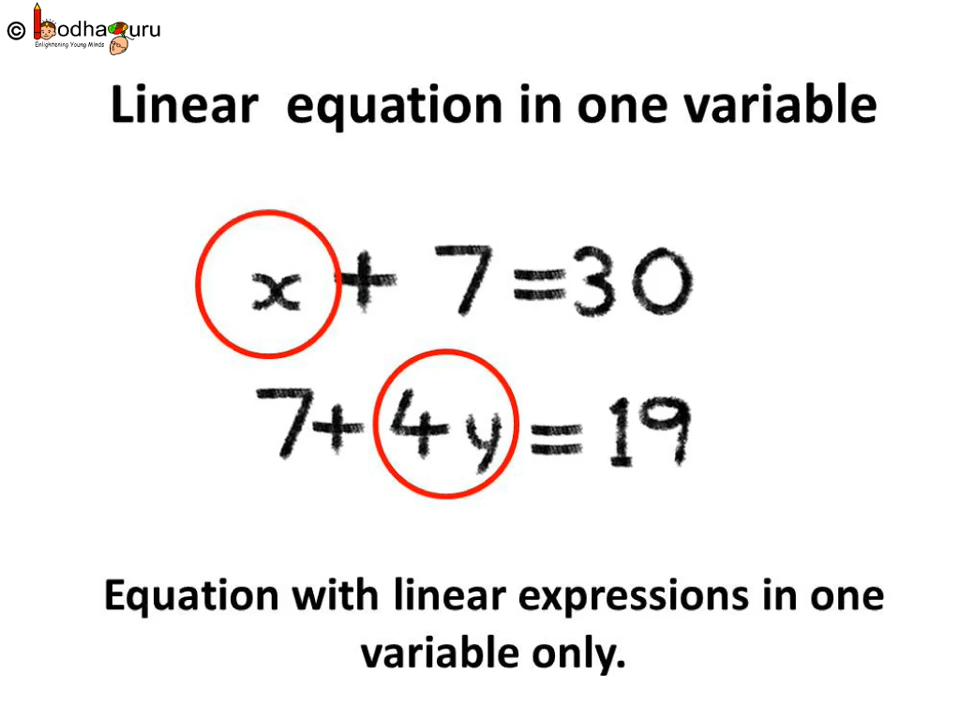 © BodhaGuru
Enlightening Young Minds
Linear equation in one variable
x + 7 = 30
7 + 4y = 19
Equation with linear expressions in one
variable only.